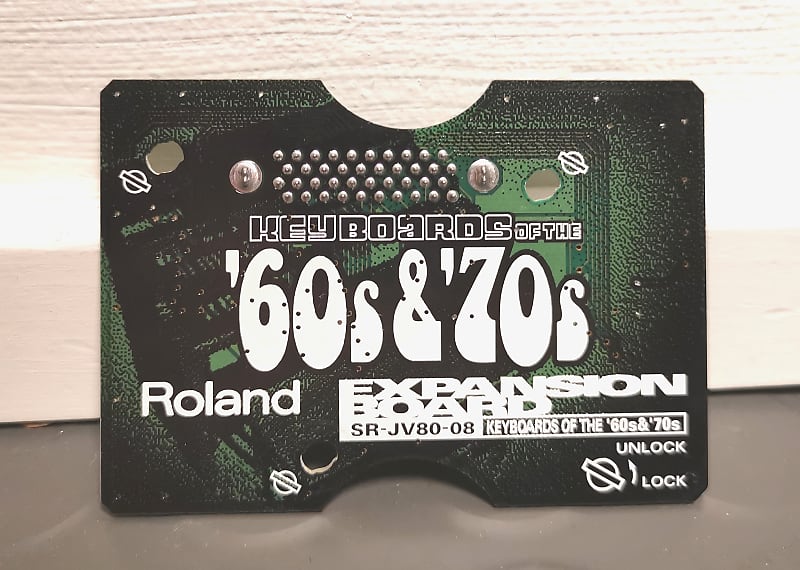 KEYBOARDS OF THE
'60s & '70s
Roland
EXPANSION
BOARD
SR-JV80-08 KEYBOARDS OF THE '60s&'70s
UNLOCK
LOCK